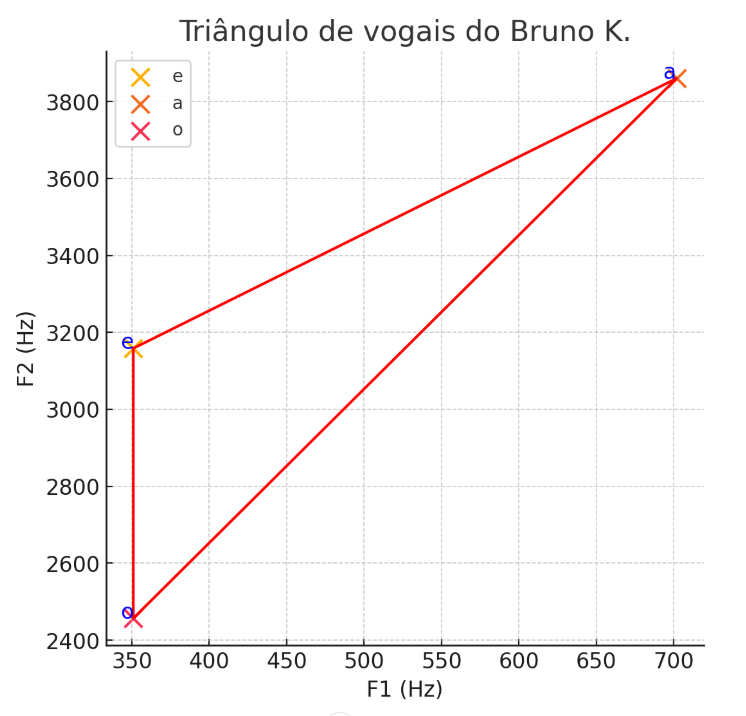 Triângulo de vogais do Bruno K.
e
a
o
a
e
o
3800
3600
3400
3200
3000
2800
2600
2400
F2 (Hz)
350 400 450 500 550 600 650 700
F1 (Hz)